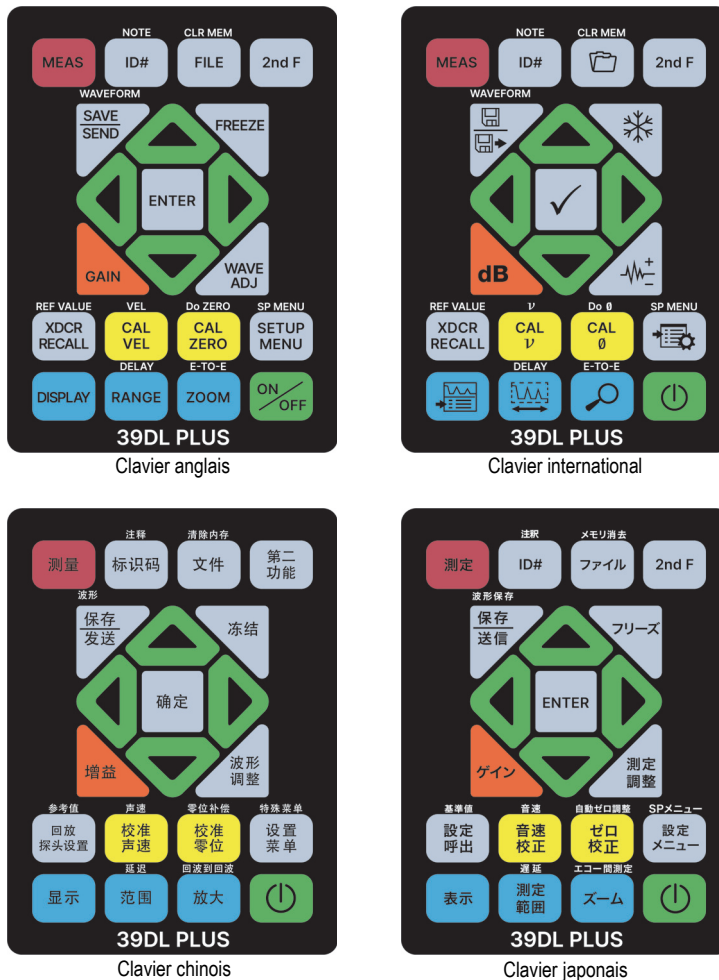 NOTE CLR MEM
MEAS ID# FILE 2nd F
WAVEFORM
SAVE
SEND
FREEZE
ENTER
GAIN
WAVE
ADJ
REF VALUE VEL Do ZERO SP MENU
XDCR
RECALL
CAL
VEL
CAL
ZERO
SETUP
MENU
DELAY E-TO-E
DISPLAY RANGE ZOOM
ON
OFF
39DL PLUS
Clavier anglais
NOTE CLR MEM
MEAS ID# 2nd F
WAVEFORM
dB
+
−
REF VALUE ν Do Ø SP MENU
XDCR
RECALL
CAL
ν
CAL
Ø
DELAY E-TO-E
39DL PLUS
Clavier international
注释 清除内存
测量 标识码 文件
第二
功能
波形
保存
发送
冻结
确定
增益
波形
调整
参考值 声速 零位补偿 特殊菜单
回放
探头设置
校准
声速
校准
零位
设置
菜单
延迟 回波到回波
显示 范围 放大
39DL PLUS
Clavier chinois
注釈 メモリ消去
測定 ID# ファイル 2nd F
波形保存
保存
送信
フリーズ
ENTER
ゲイン
測定
調整
基準値 音速 自動ゼロ調整 SPメニュー
設定
呼出
音速
校正
ゼロ
校正
設定
メニュー
遅延 エコー間測定
表示
測定
範囲
ズーム
39DL PLUS
Clavier japonais